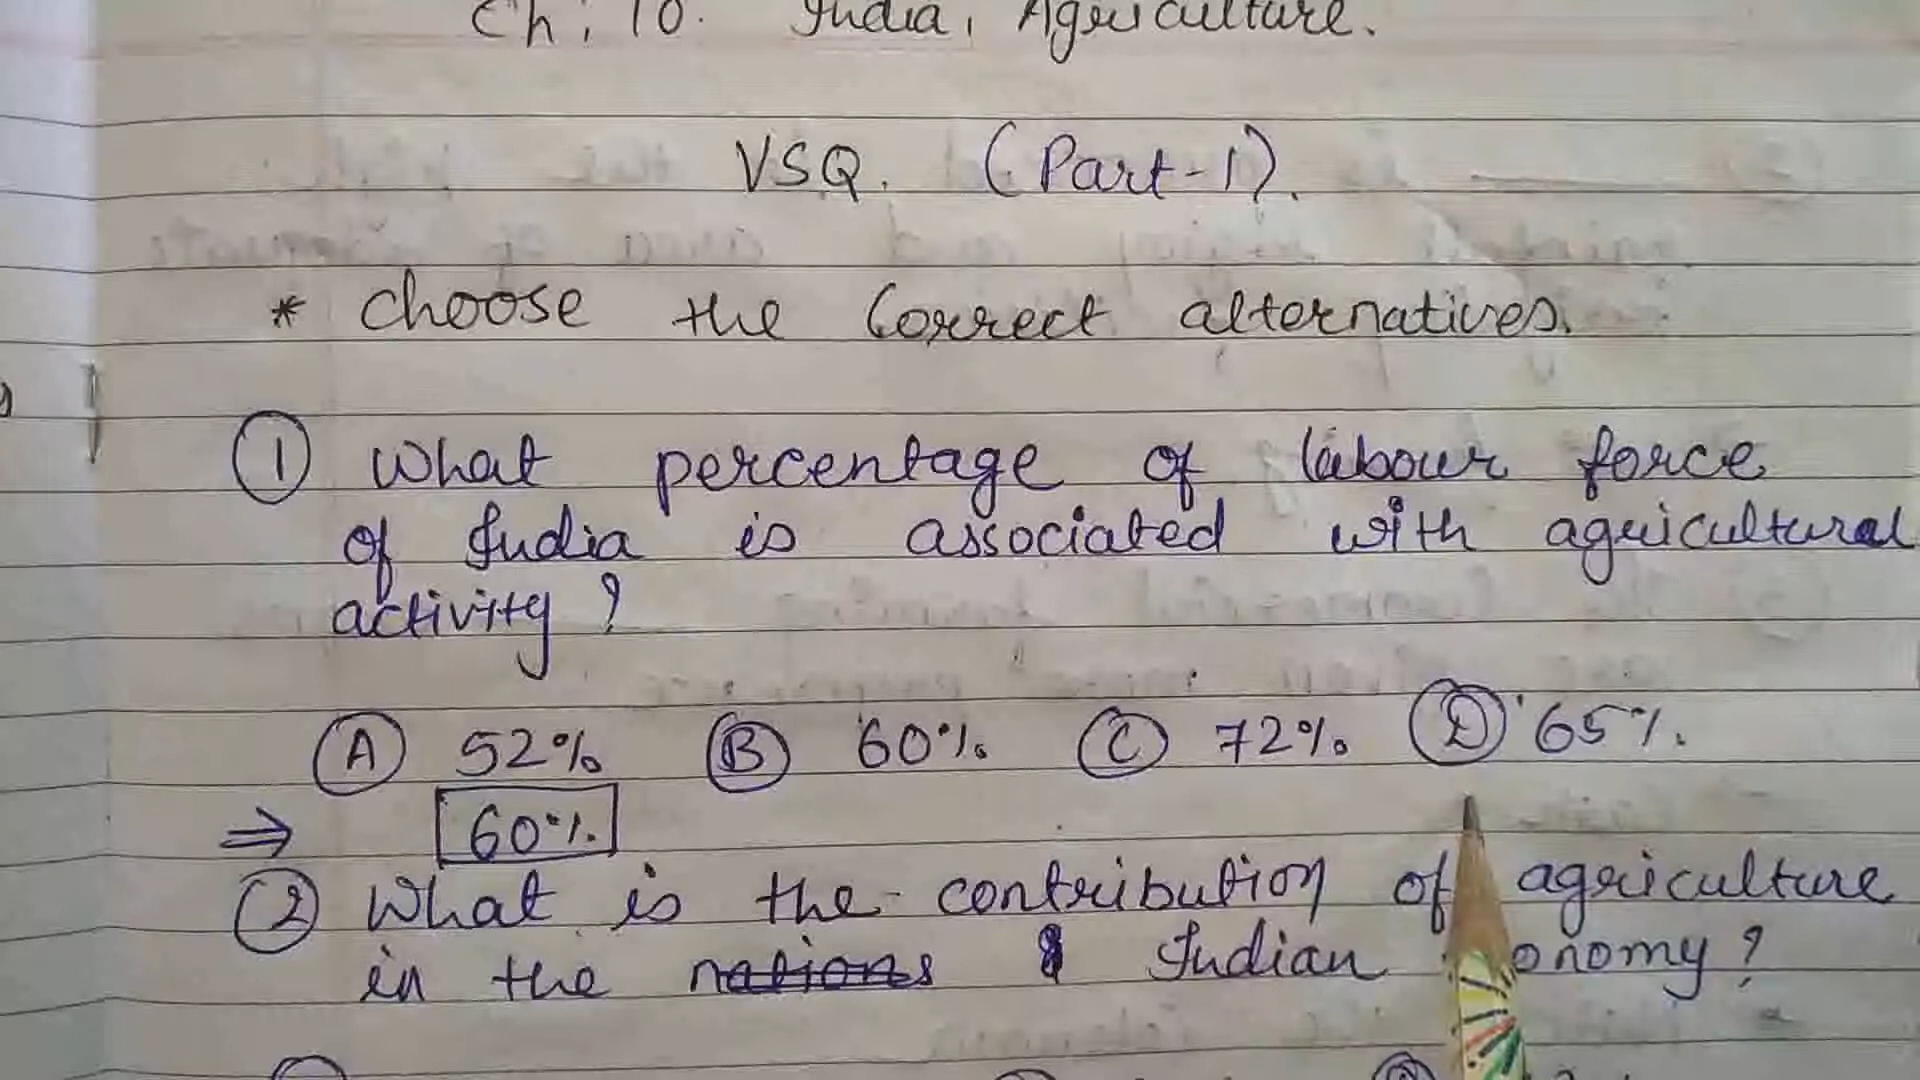 Ch: 10. India, Agriculture.
VSQ. (Part-1).
* Choose the Correct alternatives.
① What percentage of labour force
of India is associated with agricultural
activity?
Ⓐ 52% Ⓑ 60% Ⓒ 72% Ⓓ 65%.
⇒ 60%
② What is the contribution of agriculture
in the nations Indian onomy?